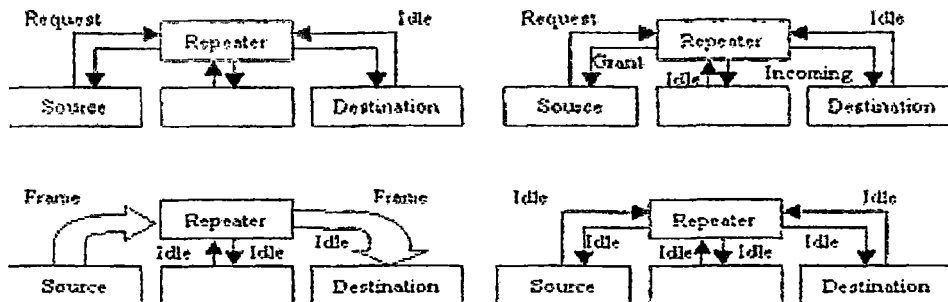 Request
Idle
Repeater
Source
Destination
Request
Idle
Repeater
Grant
Idle
Incoming
Source
Destination
Frame
Frame
Repeater
Idle
Idle
Idle
Source
Destination
Idle
Idle
Repeater
Idle
Idle
Idle
Idle
Source
Destination